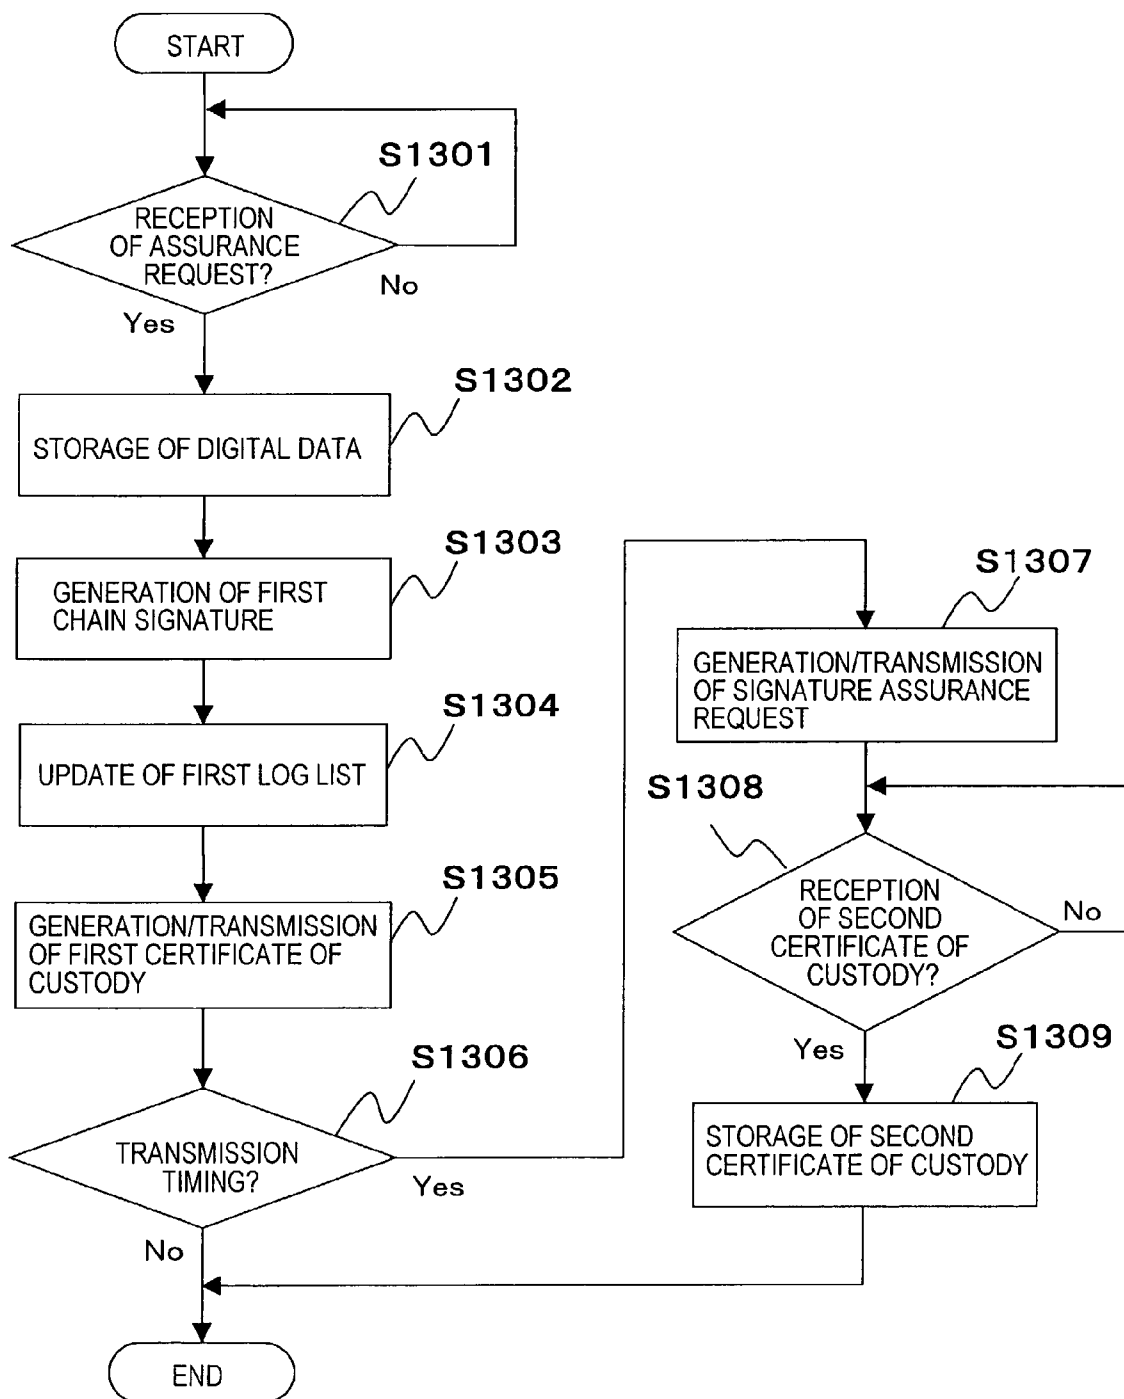 START
S1301
RECEPTION
OF ASSURANCE
REQUEST?
No
Yes
S1302
STORAGE OF DIGITAL DATA
S1303
GENERATION OF FIRST
CHAIN SIGNATURE
S1304
UPDATE OF FIRST LOG LIST
S1305
GENERATION/TRANSMISSION
OF FIRST CERTIFICATE OF
CUSTODY
S1306
TRANSMISSION
TIMING?
Yes
No
S1307
GENERATION/TRANSMISSION
OF SIGNATURE ASSURANCE
REQUEST
S1308
RECEPTION
OF SECOND
CERTIFICATE OF
CUSTODY?
No
Yes
S1309
STORAGE OF SECOND
CERTIFICATE OF CUSTODY
END